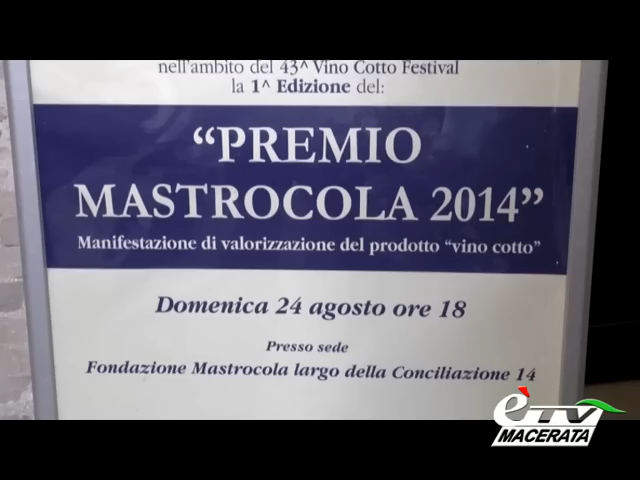 nell'ambito del 43^ Vino Cotto Festival
la 1^ Edizione del:
“PREMIO
MASTROCOLA 2014”
Manifestazione di valorizzazione del prodotto “vino cotto”
Domenica 24 agosto ore 18
Presso sede
Fondazione Mastrocola largo della Conciliazione 14
èTV
MACERATA